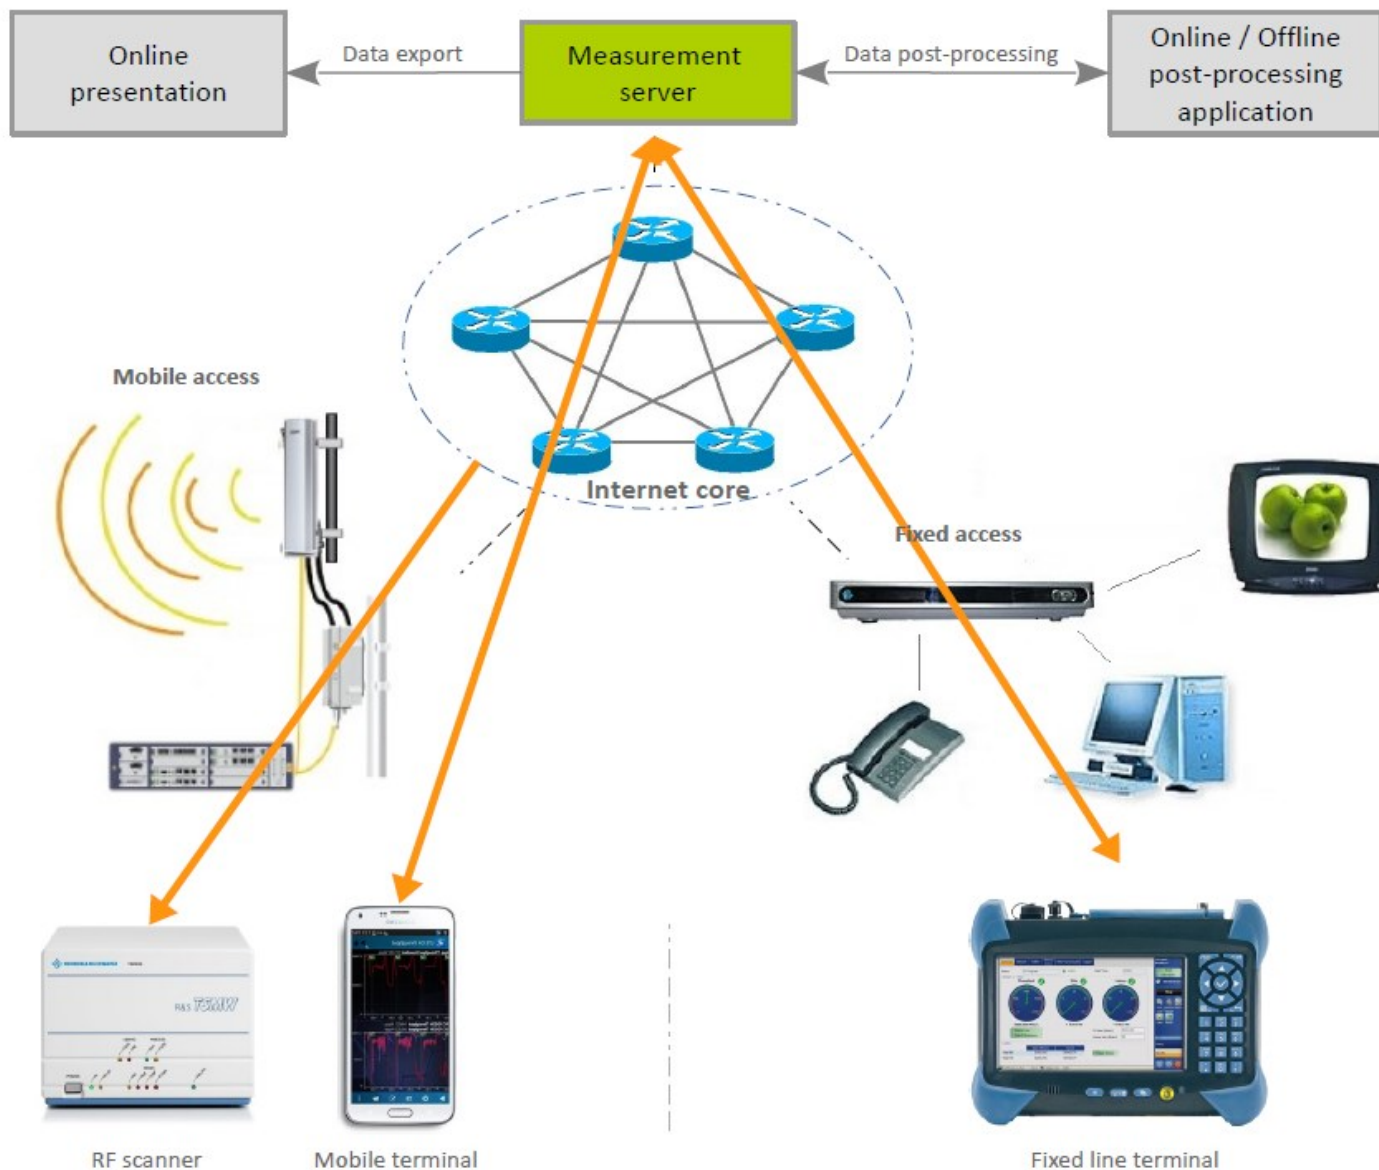 Online
presentation
Data export
Measurement
server
Data post-processing
Online / Offline
post-processing
application
Mobile access
Internet core
Fixed access
R&S TSMW
RF scanner
Mobile terminal
Fixed line terminal